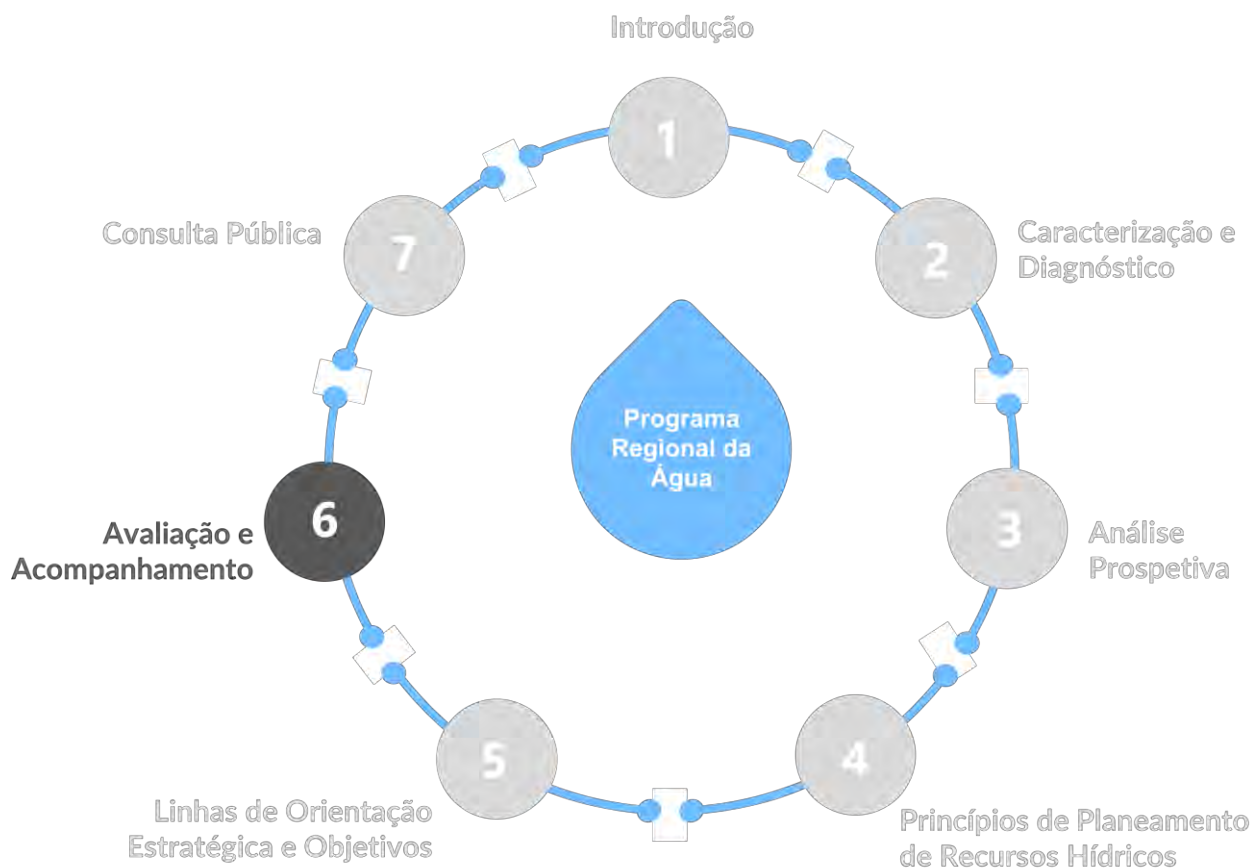 Introdução
1
2
Caracterização e
Diagnóstico
3
Análise
Prospetiva
4
Princípios de Planeamento
de Recursos Hídricos
5
Linhas de Orientação
Estratégica e Objetivos
6
Avaliação e
Acompanhamento
7
Consulta Pública
Programa
Regional da
Água